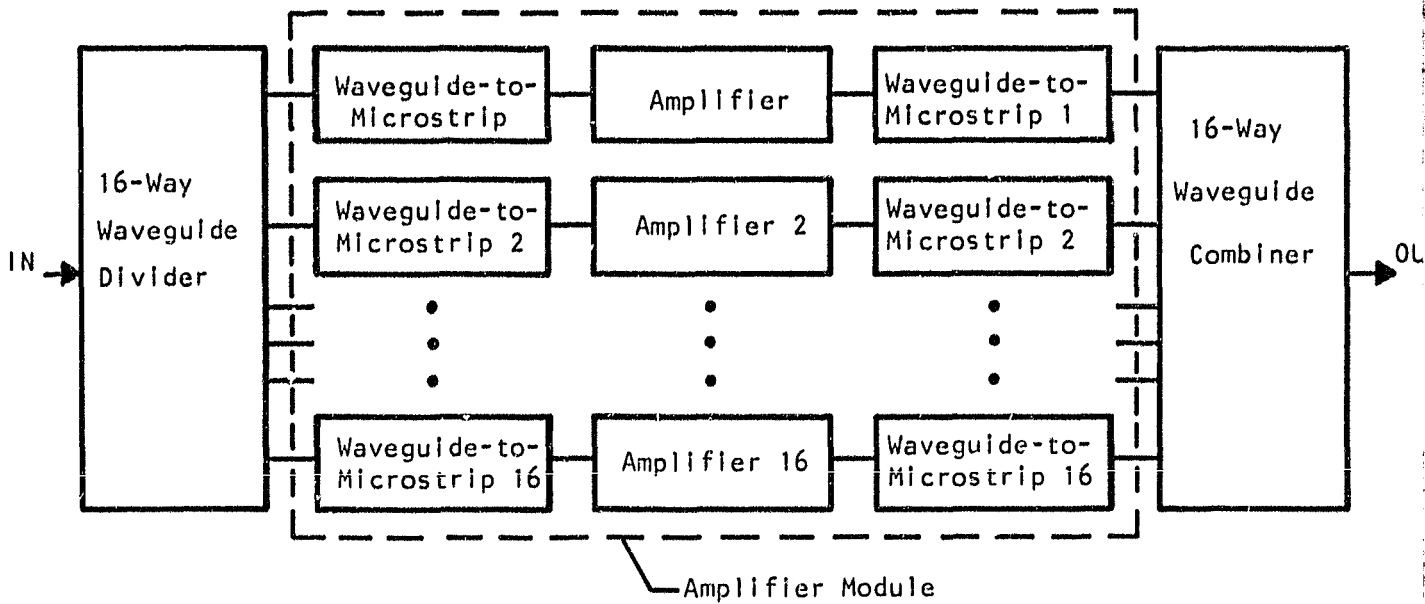 16-Way
Waveguide
Divider
IN
Waveguide-to-
Microstrip
Amplifier
Waveguide-to-
Microstrip 1
Waveguide-to-
Microstrip 2
Amplifier 2
Waveguide-to-
Microstrip 2
Waveguide-to-
Microstrip 16
Amplifier 16
Waveguide-to-
Microstrip 16
16-Way
Waveguide
Combiner
Amplifier Module